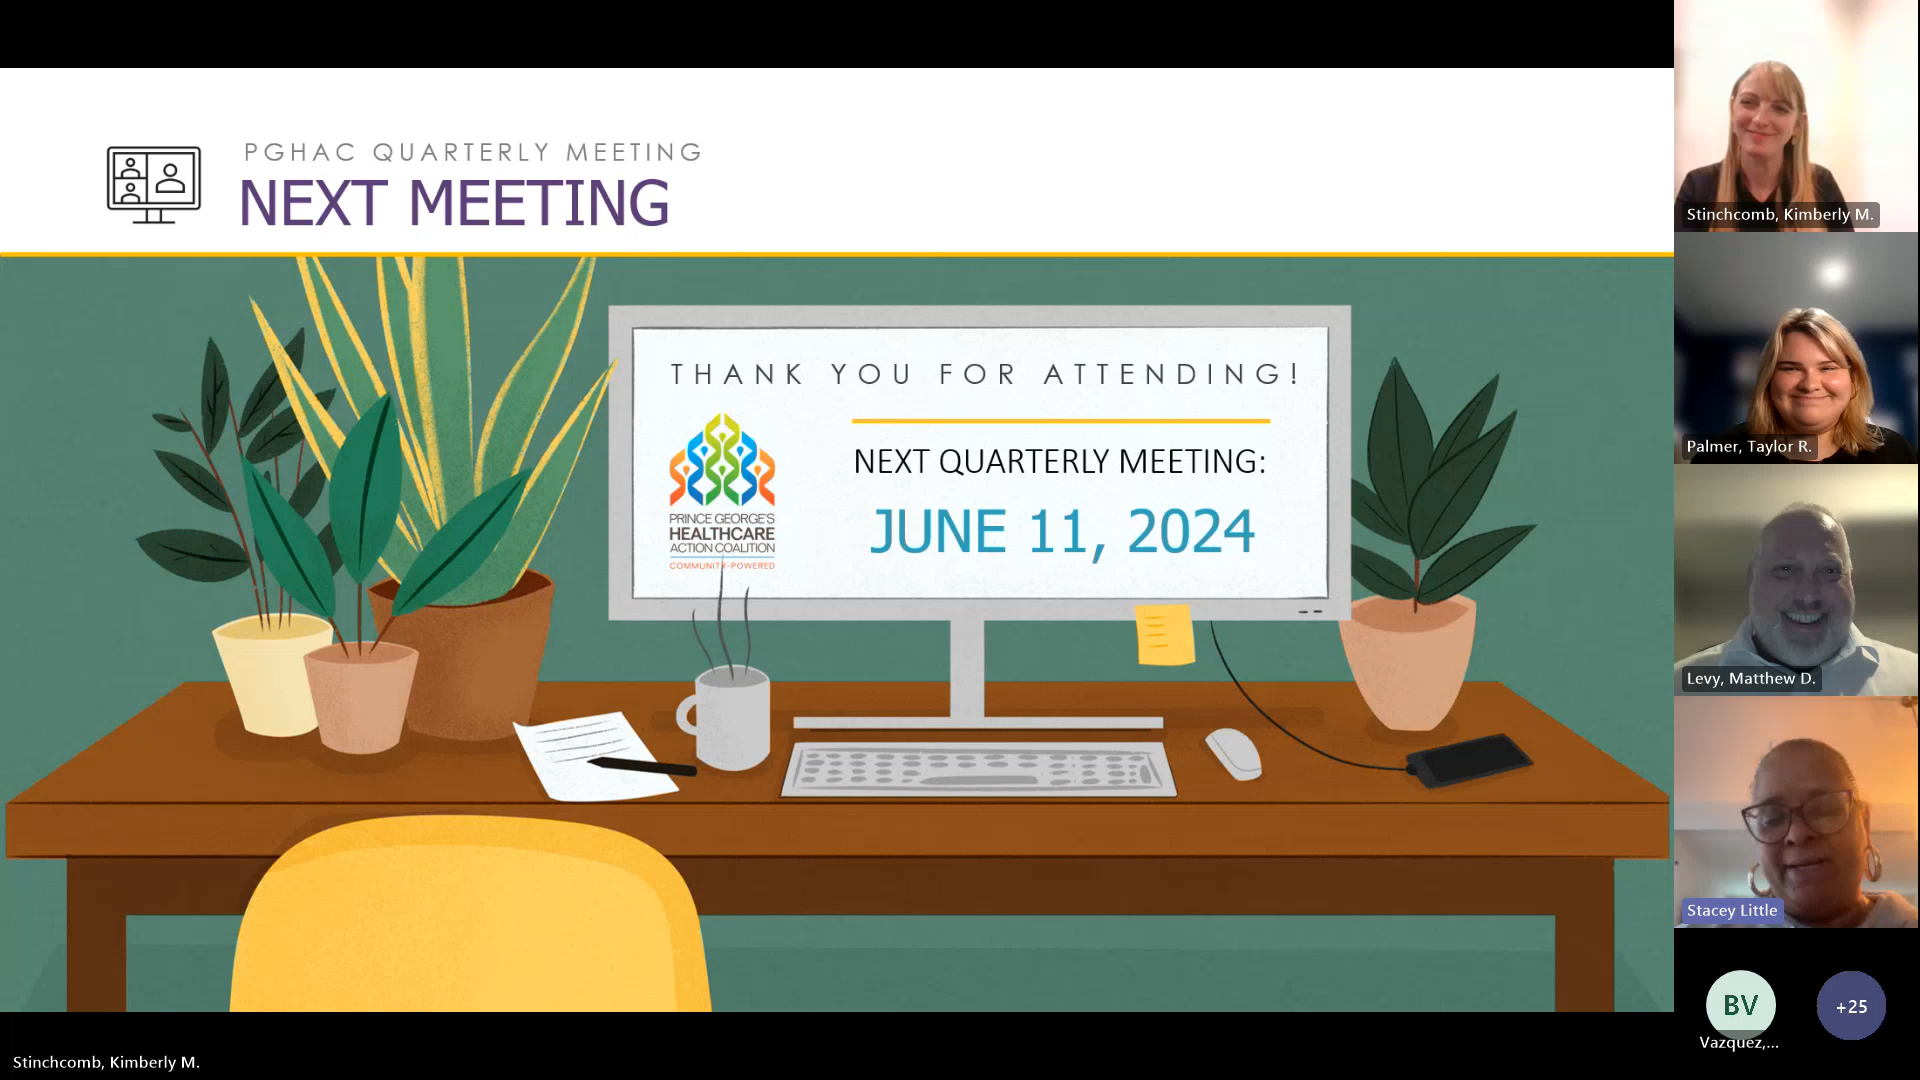 PGHAC QUARTERLY MEETING
NEXT MEETING
THANK YOU FOR ATTENDING!
NEXT QUARTERLY MEETING:
JUNE 11, 2024
PRINCE GEORGE'S
HEALTHCARE
ACTION COALITION
COMMUNITY-POWERED
Stinchcomb, Kimberly M.
Palmer, Taylor R.
Levy, Matthew D.
Stacey Little
BV
Vazquez,...
+25
Stinchcomb, Kimberly M.